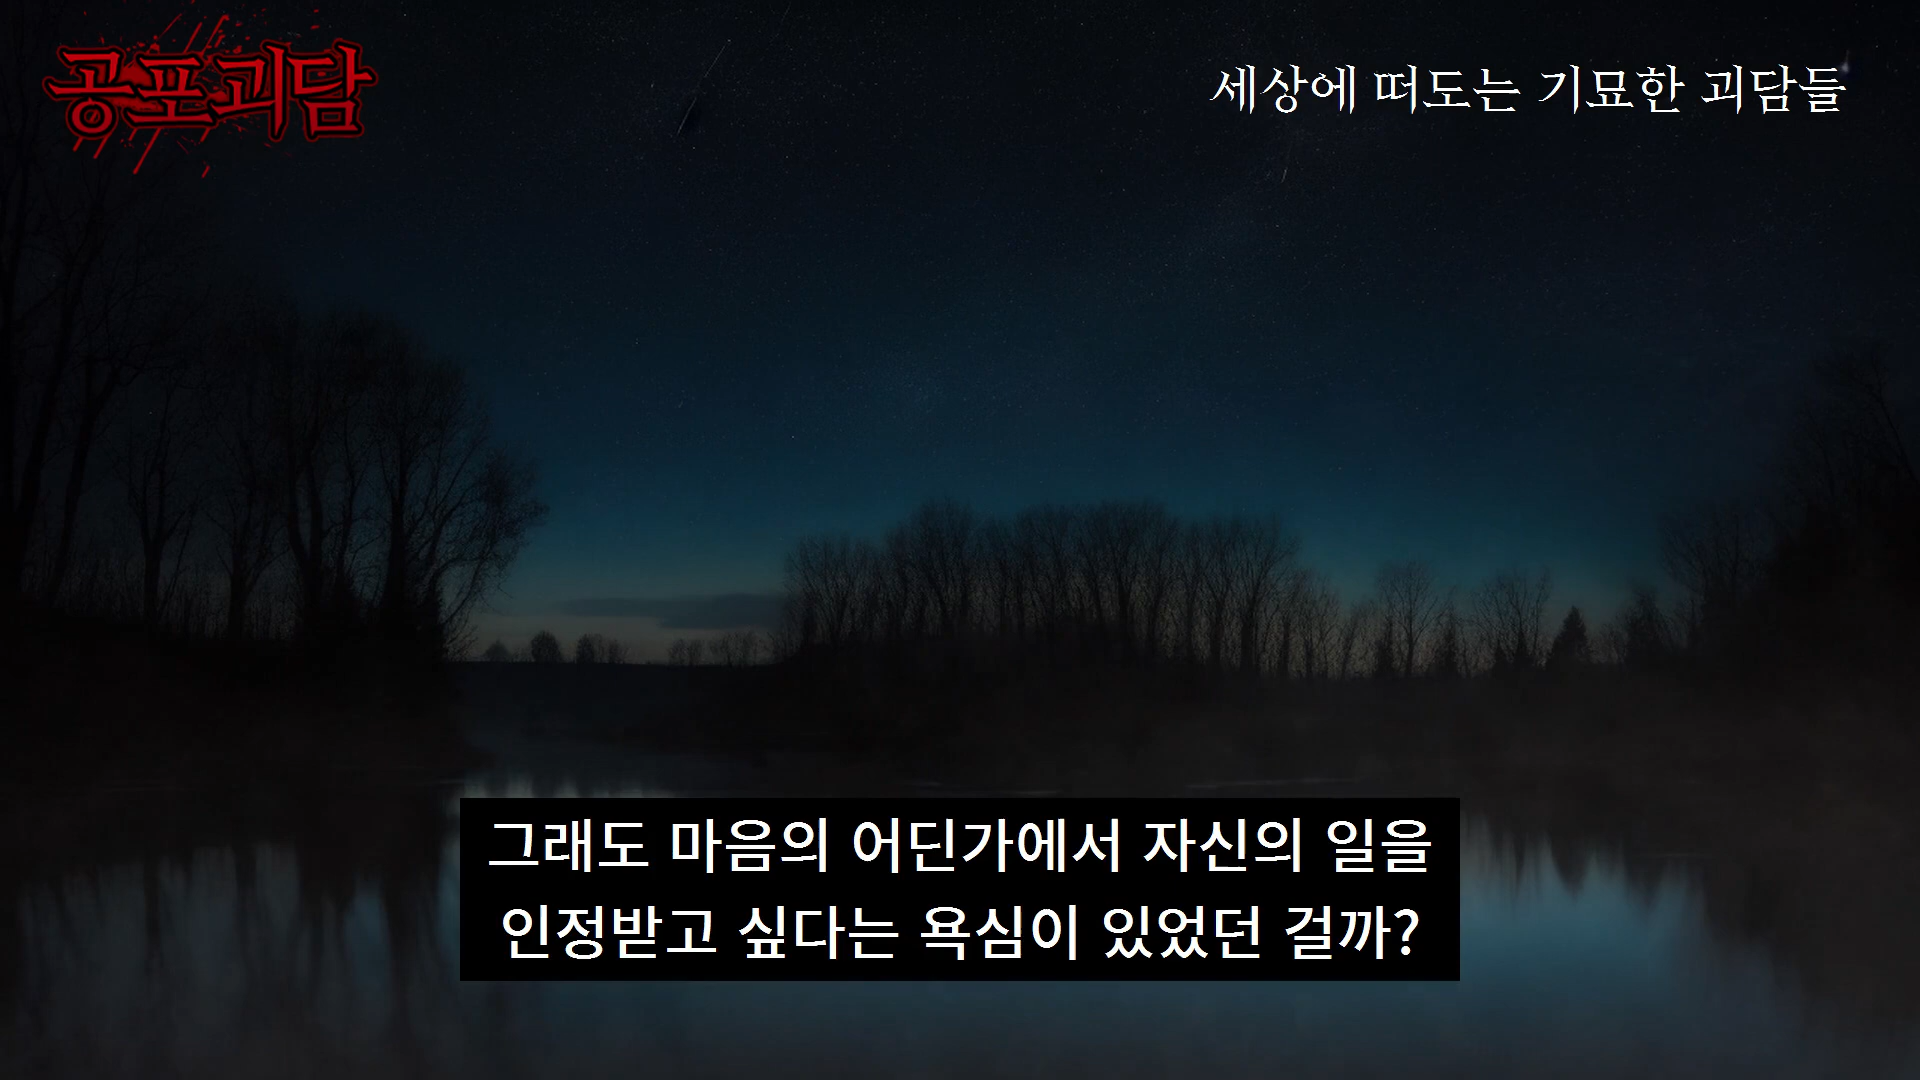 공포괴담
세상에 떠도는 기묘한 괴담들
그래도 마음의 어딘가에서 자신의 일을
인정받고 싶다는 욕심이 있었던 걸까?